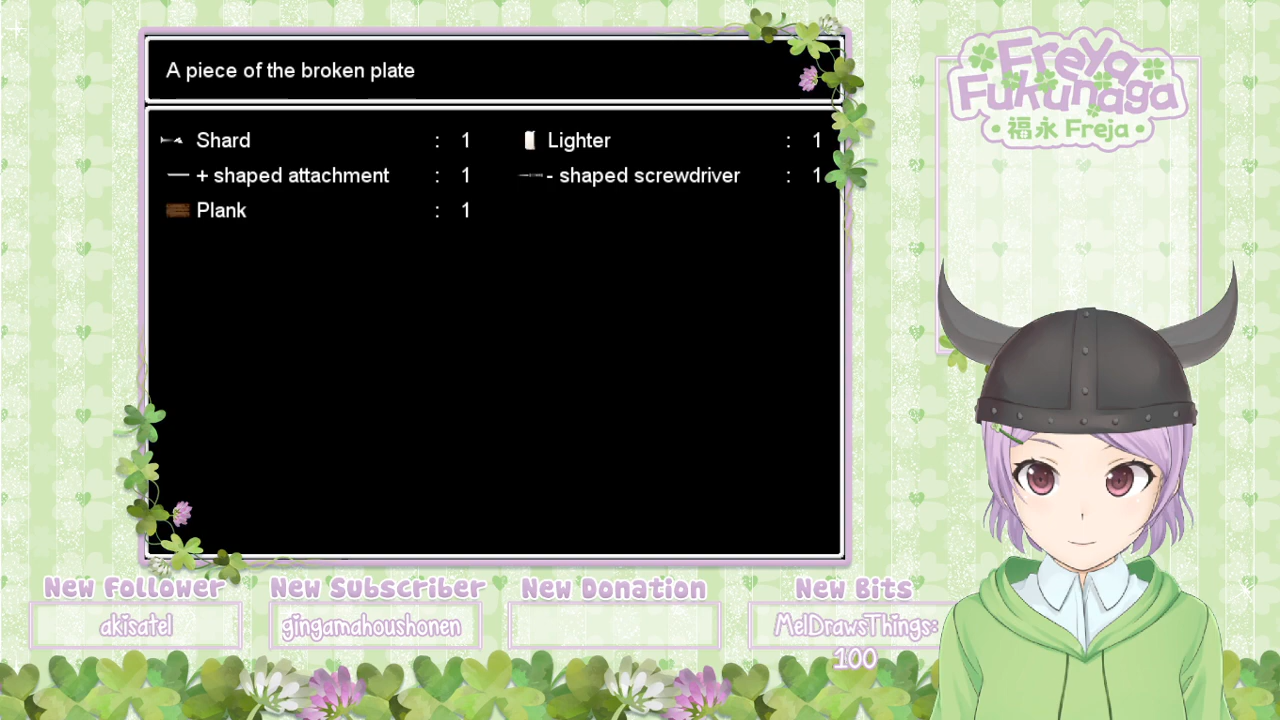 A piece of the broken plate
Shard : 1
Lighter : 1
+ shaped attachment : 1
- shaped screwdriver : 1
Plank : 1
Freya
Fukunaga
• 福永 Freja •
New Follower
akisatel
New Subscriber
gingamahoushonen
New Donation
New Bits
MelDrawsThings:
100